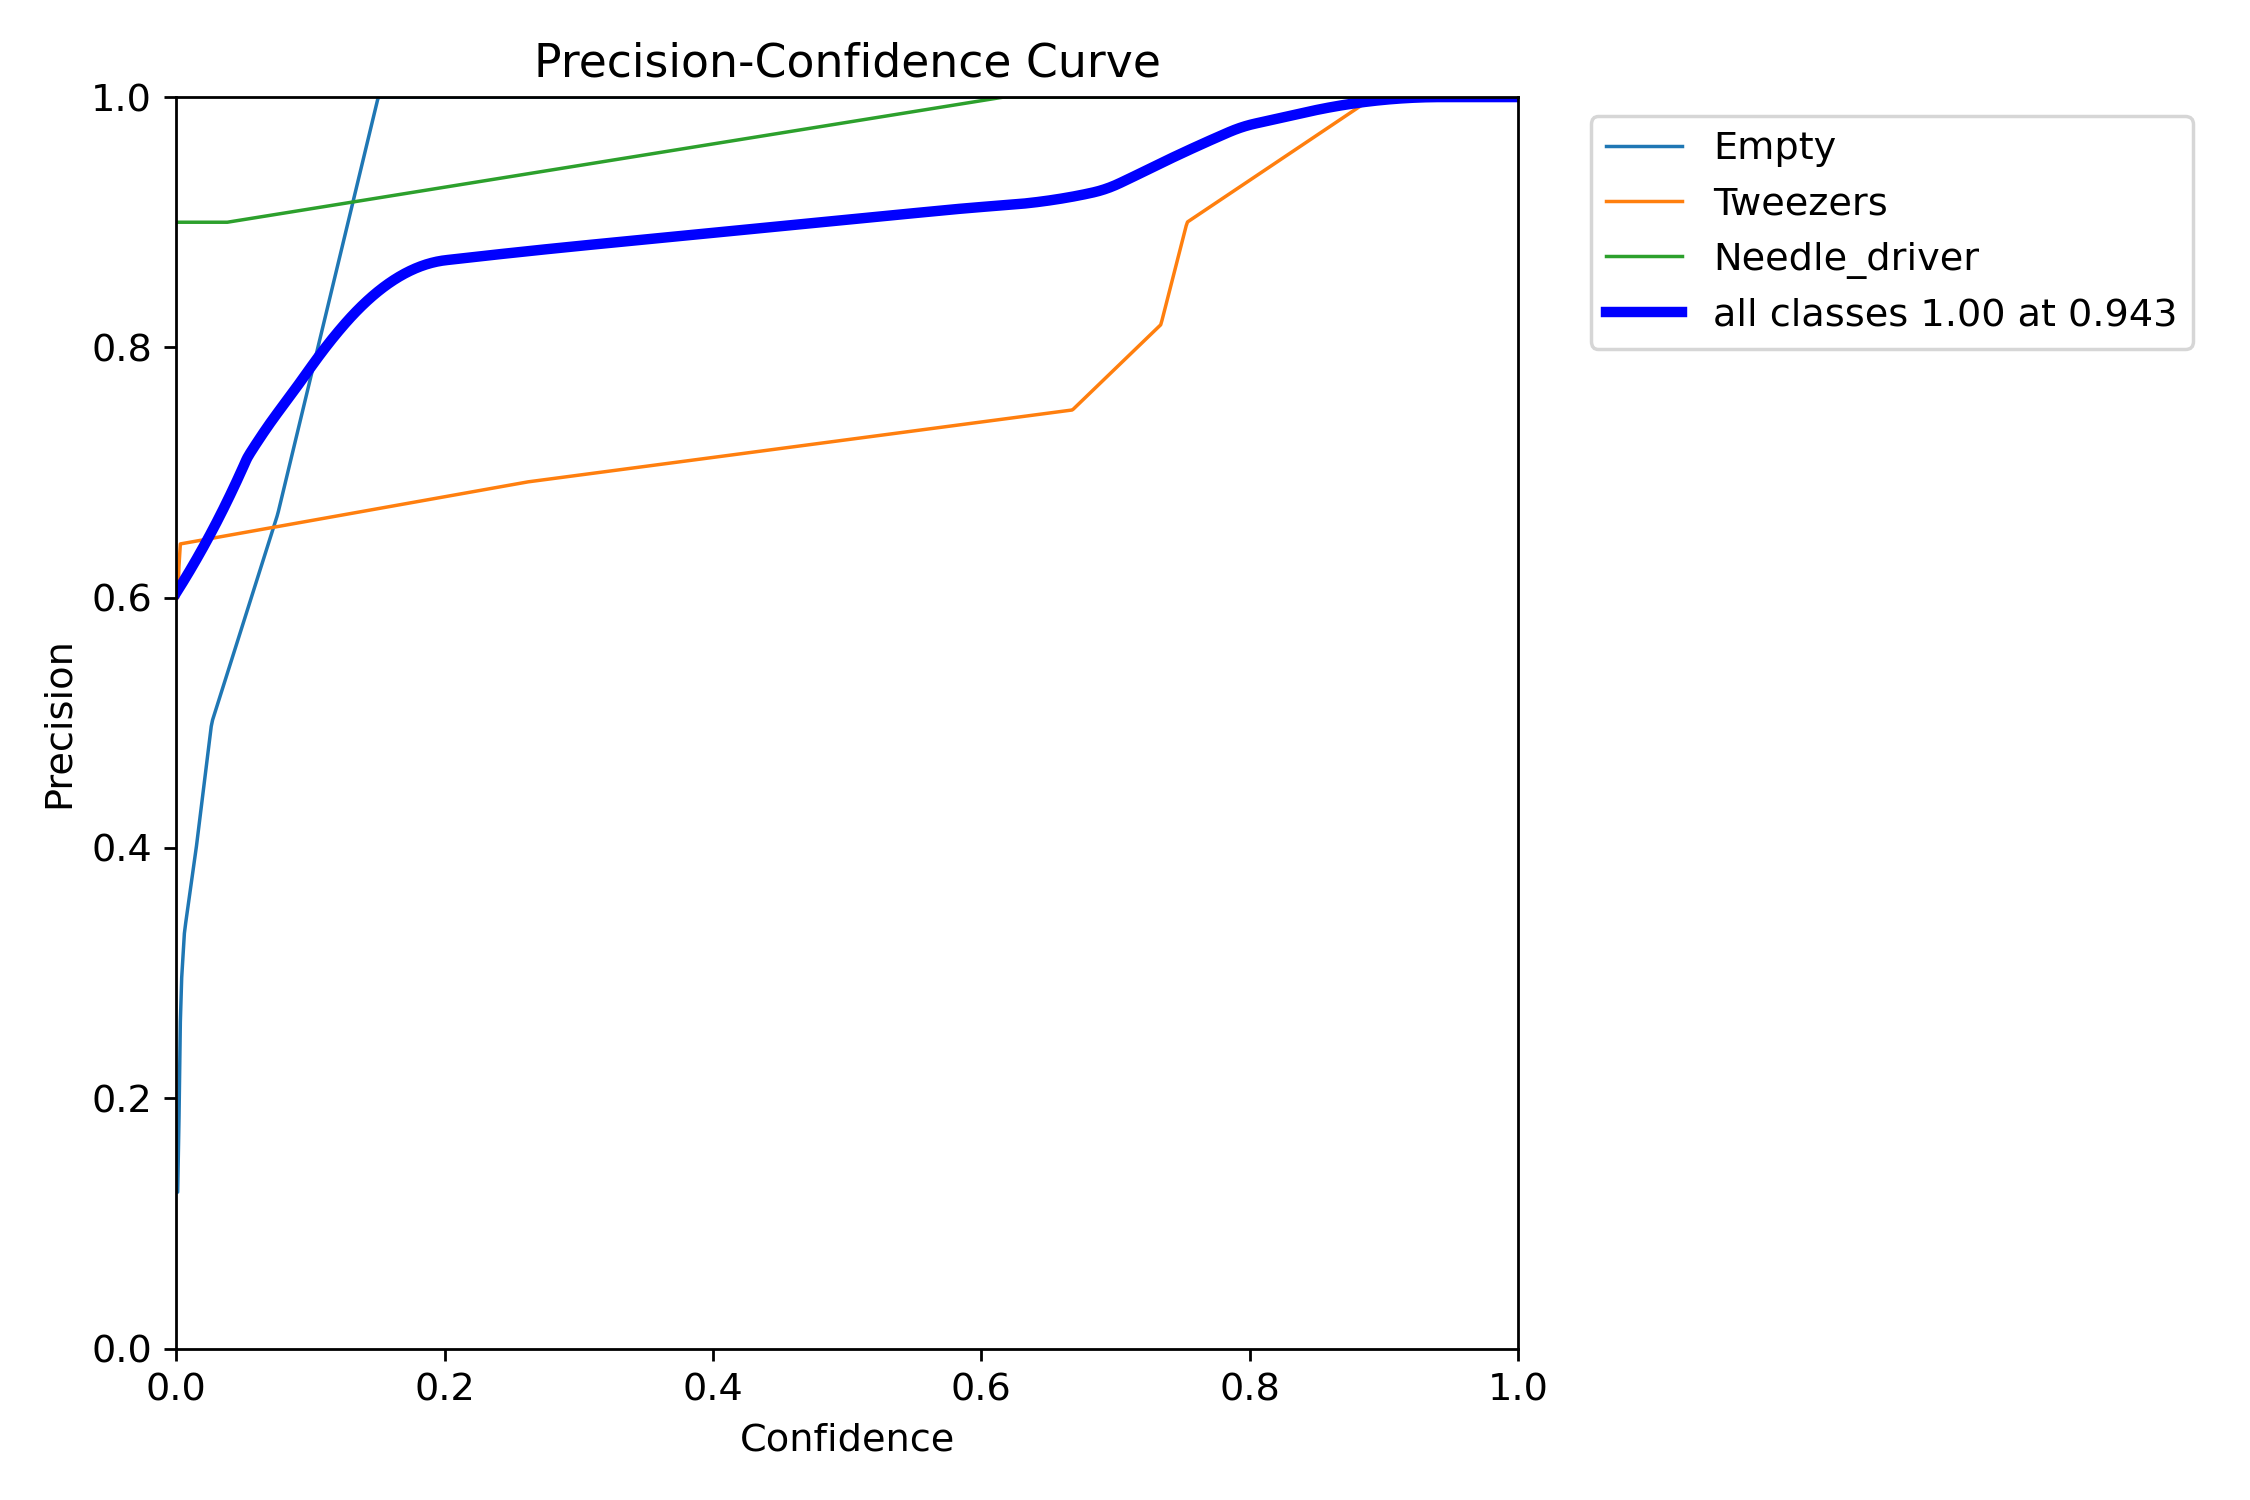 Precision-Confidence Curve
1.0
0.8
0.6
0.4
0.2
0.0
Precision
0.0 0.2 0.4 0.6 0.8 1.0
Confidence
Empty
Tweezers
Needle_driver
all classes 1.00 at 0.943